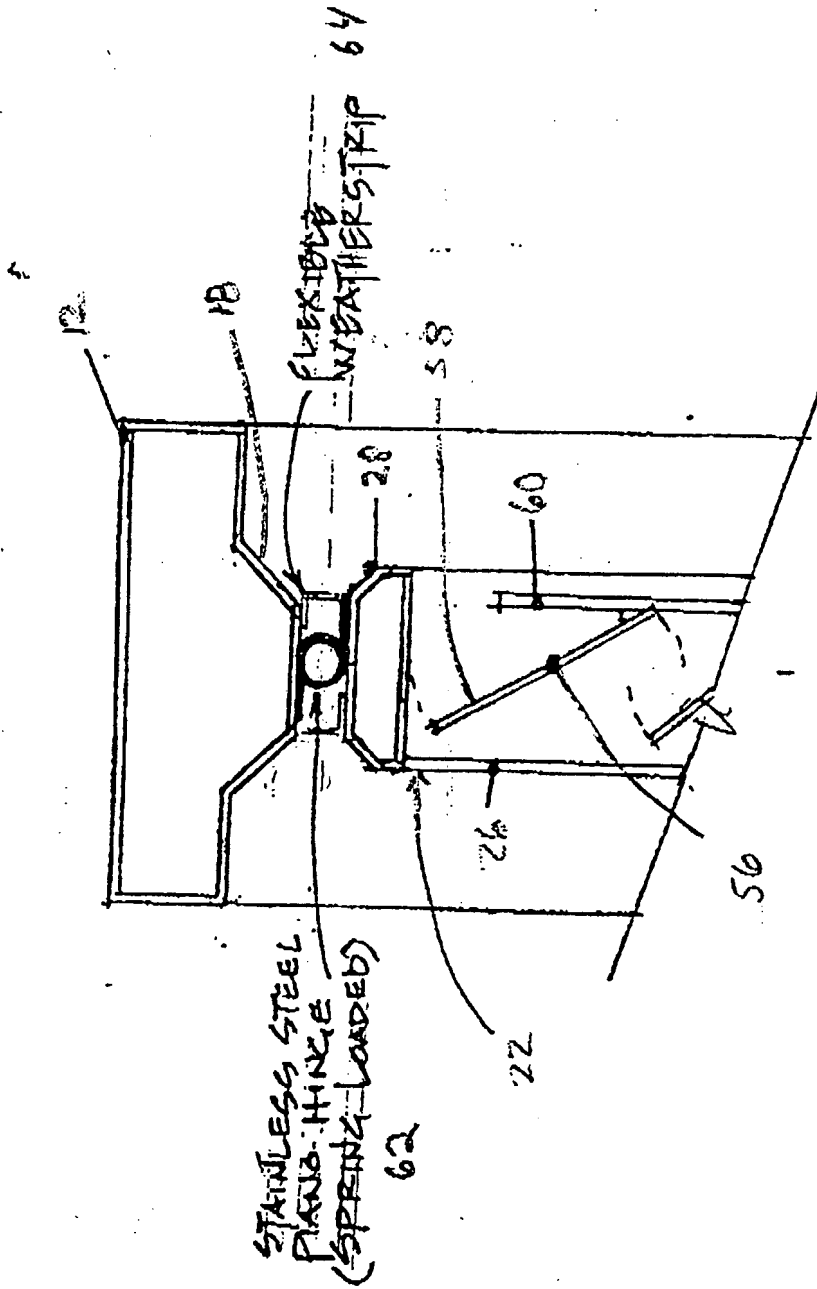 12
18
FLEXIBLE
WEATHERSTRIP 64
28
58
60
STAINLESS STEEL
PIANO HINGE
(SPRING LOADED)
62
26
22
56